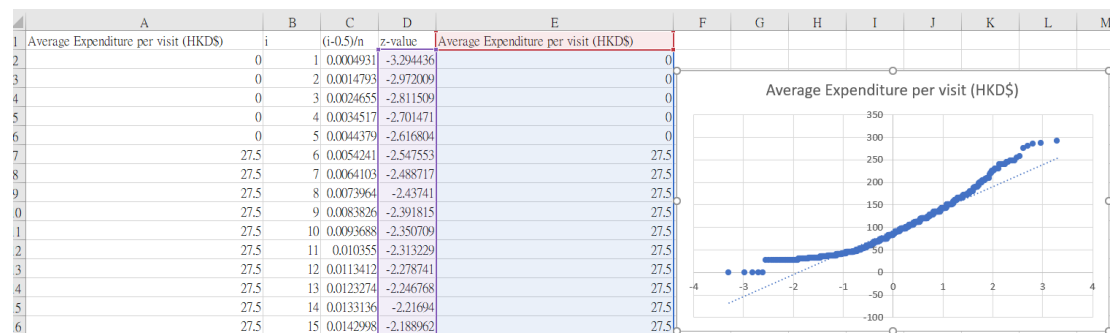 A B C D E F G H I J K L M
1 Average Expenditure per visit (HKD$) i (i-0.5)/n z-value Average Expenditure per visit (HKD$)
2 0 1 0.0004931 -3.294436 0
3 0 2 0.0014793 -2.972009 0
4 0 3 0.0024655 -2.811509 0
5 0 4 0.0034517 -2.701471 0
6 0 5 0.0044379 -2.616804 0
7 27.5 6 0.0054241 -2.547553 27.5
8 27.5 7 0.0064103 -2.488717 27.5
9 27.5 8 0.0073964 -2.43741 27.5
0 27.5 9 0.0083826 -2.391815 27.5
1 27.5 10 0.0093688 -2.350709 27.5
2 27.5 11 0.010355 -2.313229 27.5
3 27.5 12 0.0113412 -2.278741 27.5
4 27.5 13 0.0123274 -2.246768 27.5
5 27.5 14 0.0133136 -2.21694 27.5
6 27.5 15 0.0142998 -2.188962 27.5
Average Expenditure per visit (HKD$)
350
300
250
200
150
100
50
0
-4 -3 -2 -1 0 1 2 3 4
-50
-100